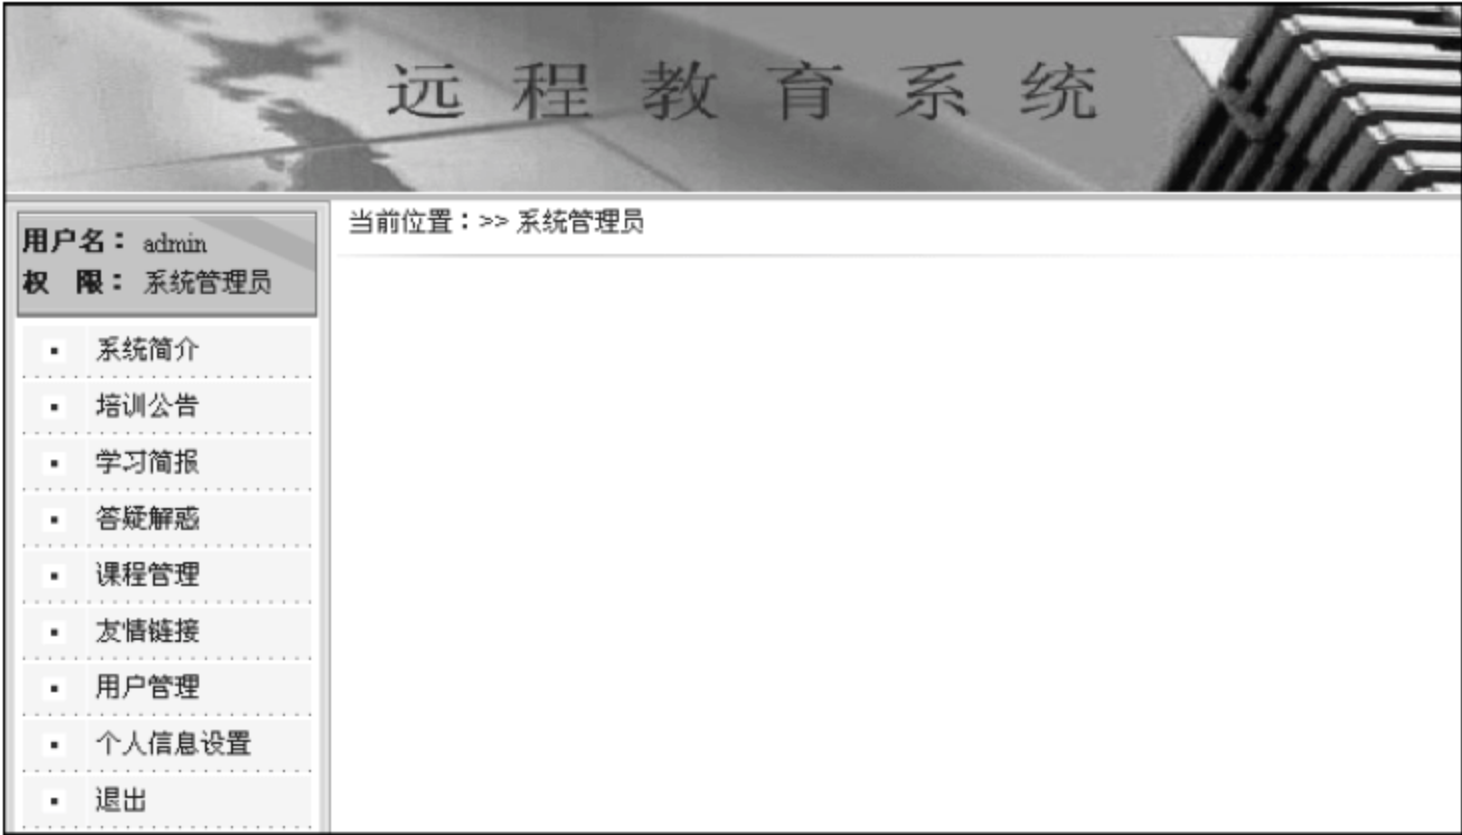 远程教育系统
用户名： admin
权 限： 系统管理员
当前位置：>> 系统管理员
系统简介
培训公告
学习简报
答疑解惑
课程管理
友情链接
用户管理
个人信息设置
退出